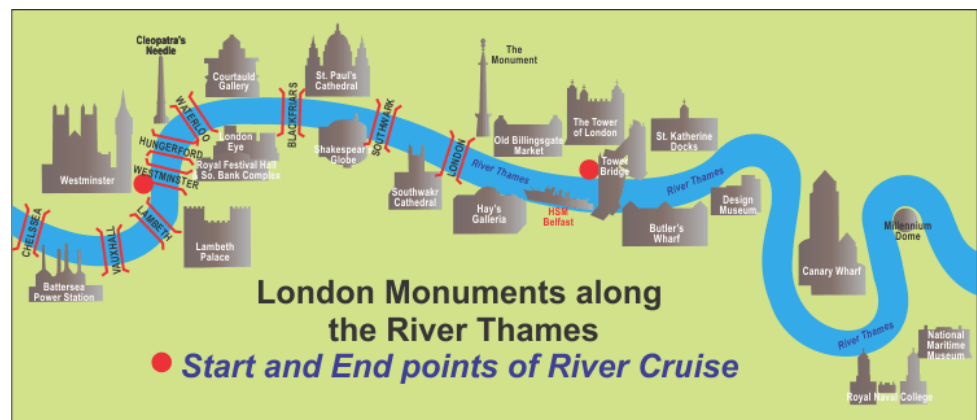 Cleopatra's
Needle
Courtauld
Gallery
St. Paul's
Cathedral
The
Monument
WATERLOO
BLACKFRIARS
SOUTHWARK
Old Billingsgate
Market
The Tower
of London
St. Katherine
Docks
HUNGERFORD
London
Eye
Royal Festival Hall
& So. Bank Complex
Shakespear's
Globe
LONDON
River Thames
Tower
Bridge
River Thames
Westminster
WESTMINSTER
Southwakr
Cathedral
Hay's
Galleria
HSM
Belfast
Butler's
Wharf
Design
Museum
CHELSSEA
VAUXHALL
LAMBETH
Lambeth
Palace
Millennium
Dome
Canary Wharf
Battersea
Power Station
London Monuments along
the River Thames
Start and End points of River Cruise
River Thames
National
Maritime
Museum
Royal Naval College